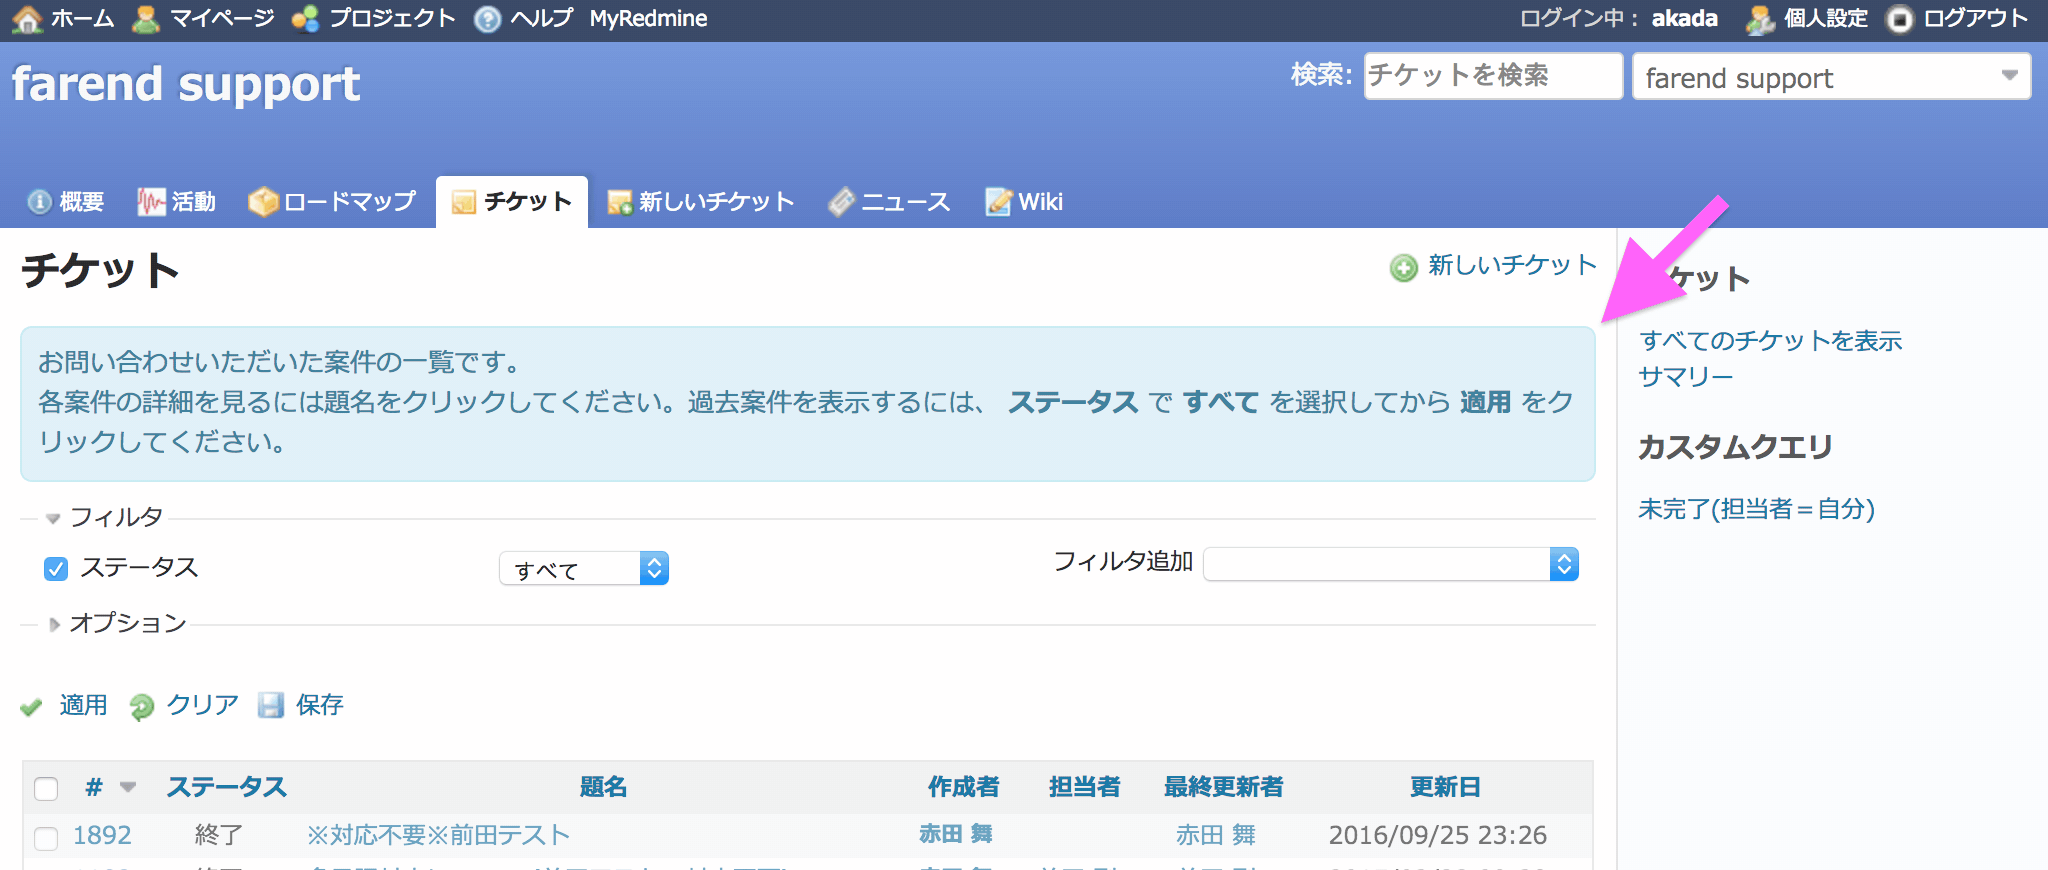 ホーム マイページ プロジェクト ヘルプ MyRedmine ログイン中： akada 個人設定 ログアウト
farend support 検索: チケットを検索 farend support
概要 活動 ロードマップ チケット 新しいチケット ニュース Wiki
チケット 新しいチケット ケット
お問い合わせいただいた案件の一覧です。
各案件の詳細を見るには題名をクリックしてください。過去案件を表示するには、 ステータス で すべて を選択してから 適用 をク
リックしてください。
すべてのチケットを表示
サマリー
カスタムクエリ
未完了(担当者＝自分)
フィルタ
ステータス すべて フィルタ追加
オプション
適用 クリア 保存
# ステータス 題名 作成者 担当者 最終更新者 更新日
1892 終了 ※対応不要※前田テスト 赤田 舞 赤田 舞 2016/09/25 23:26